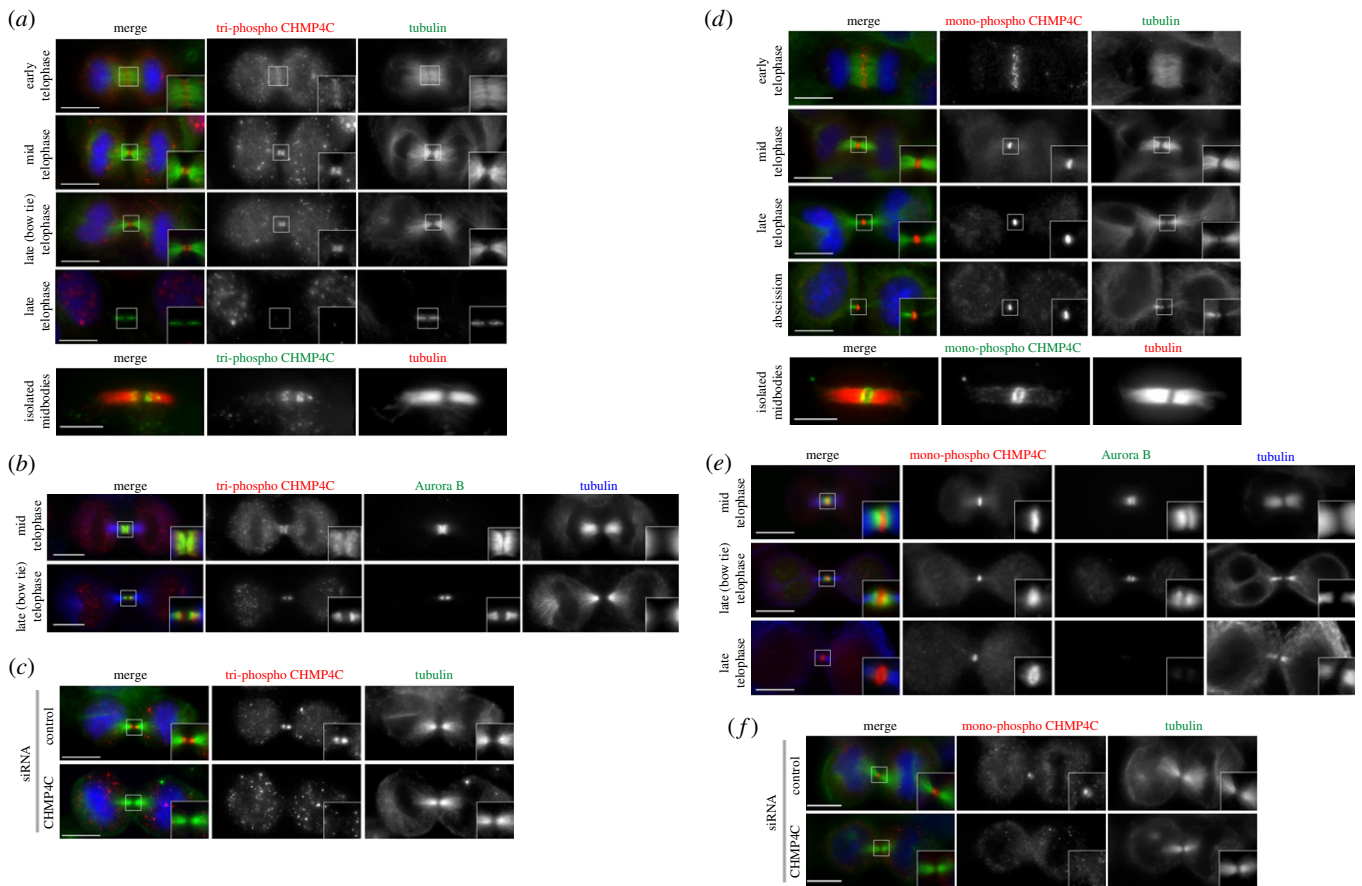 (a)
merge tri-phospho CHMP4C tubulin
early
telophase
mid
telophase
late (bow tie)
telophase
late
telophase
merge tri-phospho CHMP4C tubulin
isolated
midbodies
(b)
merge tri-phospho CHMP4C Aurora B tubulin
mid
telophase
late (bow tie)
telophase
(c)
merge tri-phospho CHMP4C tubulin
siRNA
control
CHMP4C
(d)
merge mono-phospho CHMP4C tubulin
early
telophase
mid
telophase
late
telophase
abscission
merge mono-phospho CHMP4C tubulin
isolated
midbodies
(e)
merge mono-phospho CHMP4C Aurora B tubulin
mid
telophase
late (bow tie)
telophase
late
telophase
(f)
merge mono-phospho CHMP4C tubulin
siRNA
control
CHMP4C